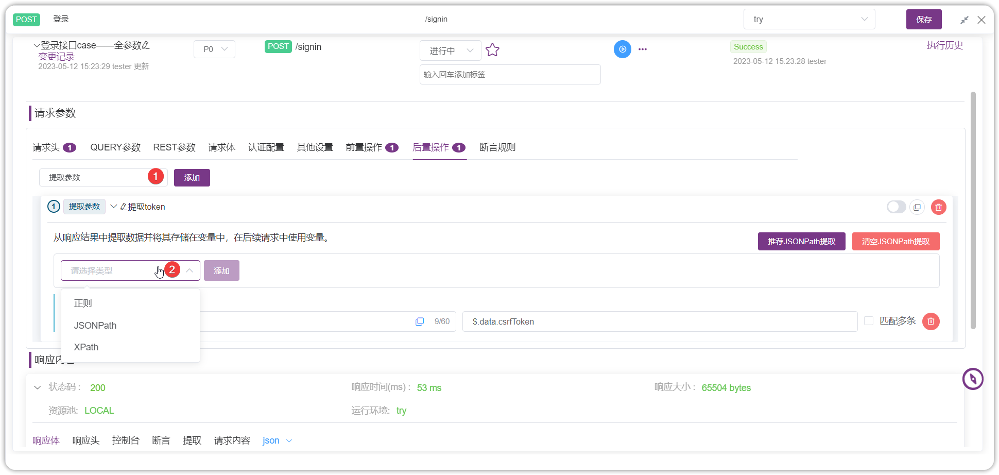 POST 登录 /signin try 保存
登录接口case——全参数 P0 POST /signin 进行中 Success 执行历史
变更记录
2023-05-12 15:23:29 tester 更新 2023-05-12 15:23:28 tester
输入回车添加标签
请求参数
请求头 1 QUERY参数 REST参数 请求体 认证配置 其他设置 前置操作 1 后置操作 1 断言规则
提取参数 1 添加
1 提取参数 提取token
从响应结果中提取数据并将其存储在变量中，在后续请求中使用变量。 推荐JSONPath提取 清空JSONPath提取
请选择类型 2 添加
正则
JSONPath
XPath
9/60 $.data.csrfToken 匹配多条
响应内
状态码： 200 响应时间(ms)： 53 ms 响应大小： 65504 bytes
资源池: LOCAL 运行环境: try
响应体 响应头 控制台 断言 提取 请求内容 json